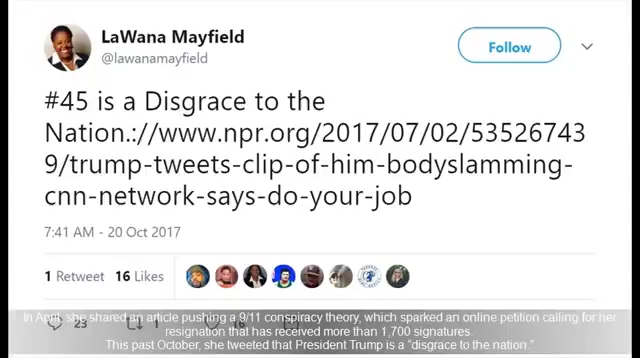 LaWana Mayfield
@lawanamayfield
Follow
#45 is a Disgrace to the
Nation.://www.npr.org/2017/07/02/53526743
9/trump-tweets-clip-of-him-bodyslamming-
cnn-network-says-do-your-job
7:41 AM - 20 Oct 2017
1 Retweet 16 Likes
In April, she shared an article pushing a 9/11 conspiracy theory, which sparked an online petition calling for her
23 1 16
resignation that has received more than 1,700 signatures.
This past October, she tweeted that President Trump is a "disgrace to the nation."